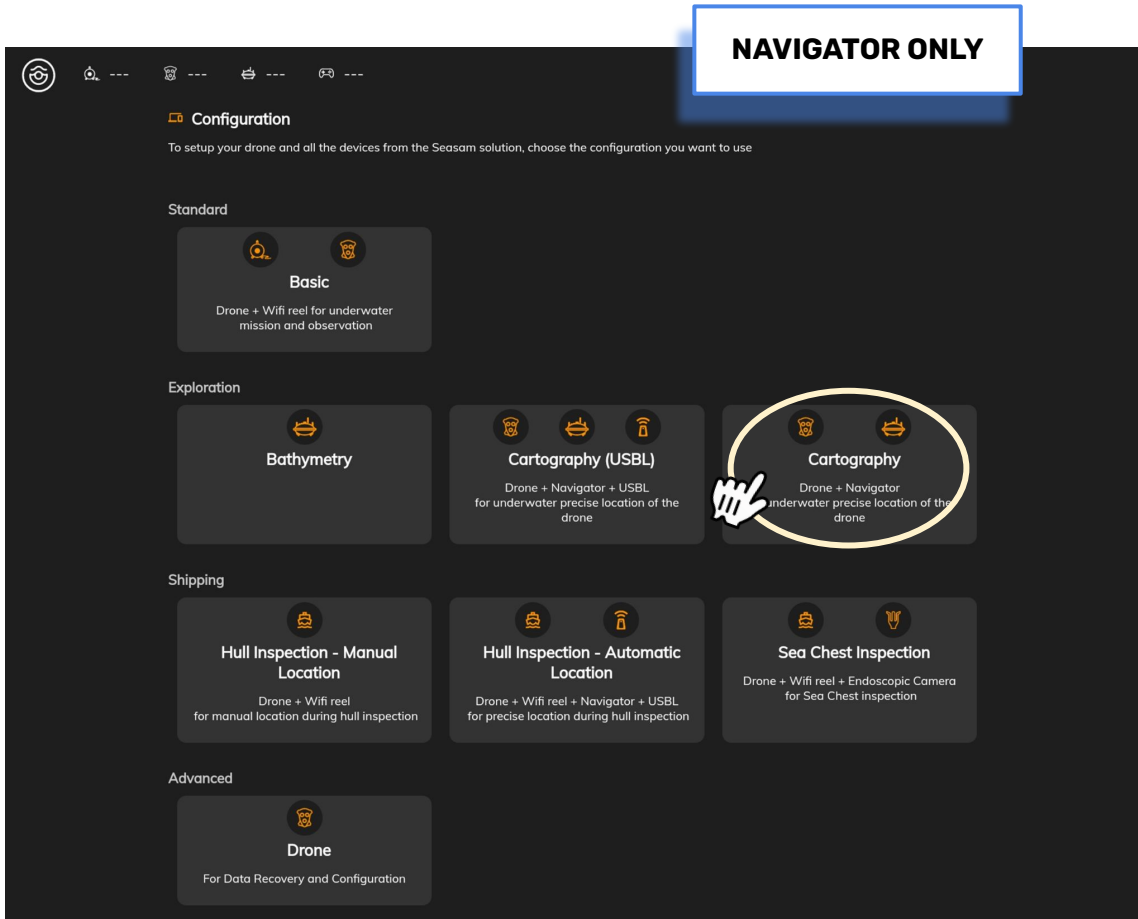 NAVIGATOR ONLY
--- --- --- ---
Configuration
To setup your drone and all the devices from the Seasam solution, choose the configuration you want to use
Standard
Basic
Drone + Wifi reel for underwater
mission and observation
Exploration
Bathymetry
Cartography (USBL)
Drone + Navigator + USBL
for underwater precise location of the
drone
Cartography
Drone + Navigator
underwater precise location of the
drone
Shipping
Hull Inspection - Manual
Location
Drone + Wifi reel
for manual location during hull inspection
Hull Inspection - Automatic
Location
Drone + Wifi reel + Navigator + USBL
for precise location during hull inspection
Sea Chest Inspection
Drone + Wifi reel + Endoscopic Camera
for Sea Chest inspection
Advanced
Drone
For Data Recovery and Configuration